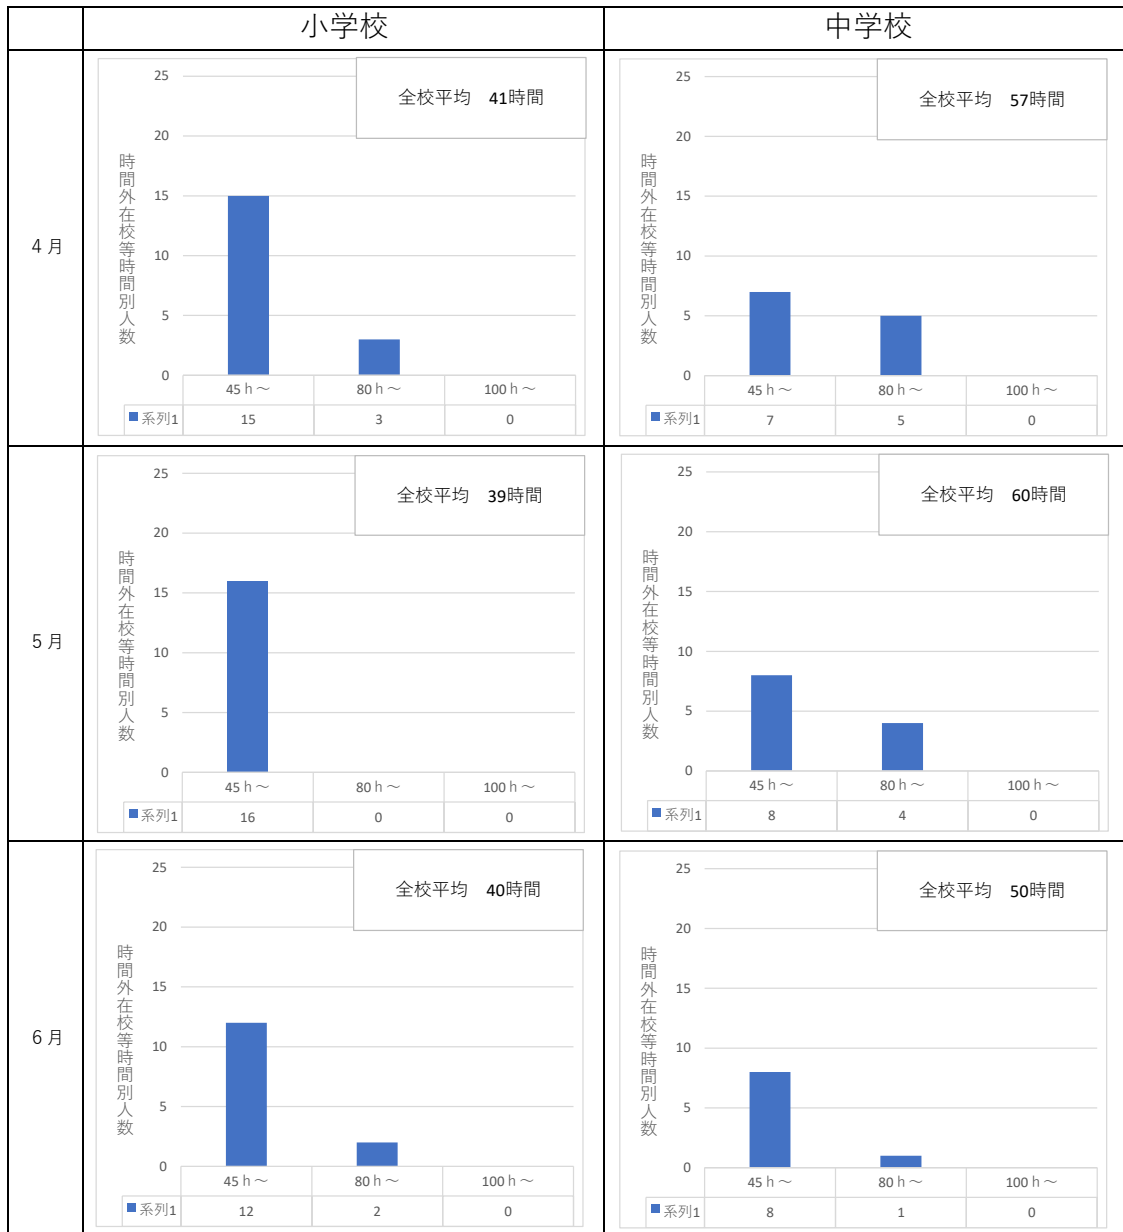 小学校
中学校
4月
全校平均 41時間
時間外在校等時間別人数
25
20
15
10
5
0
45ｈ～ 80ｈ～ 100ｈ～
系列1 15 3 0
全校平均 57時間
時間外在校等時間別人数
25
20
15
10
5
0
45ｈ～ 80ｈ～ 100ｈ～
系列1 7 5 0
5月
全校平均 39時間
時間外在校等時間別人数
25
20
15
10
5
0
45ｈ～ 80ｈ～ 100ｈ～
系列1 16 0 0
全校平均 60時間
時間外在校等時間別人数
25
20
15
10
5
0
45ｈ～ 80ｈ～ 100ｈ～
系列1 8 4 0
6月
全校平均 40時間
時間外在校等時間別人数
25
20
15
10
5
0
45ｈ～ 80ｈ～ 100ｈ～
系列1 12 2 0
全校平均 50時間
時間外在校等時間別人数
25
20
15
10
5
0
45ｈ～ 80ｈ～ 100ｈ～
系列1 8 1 0